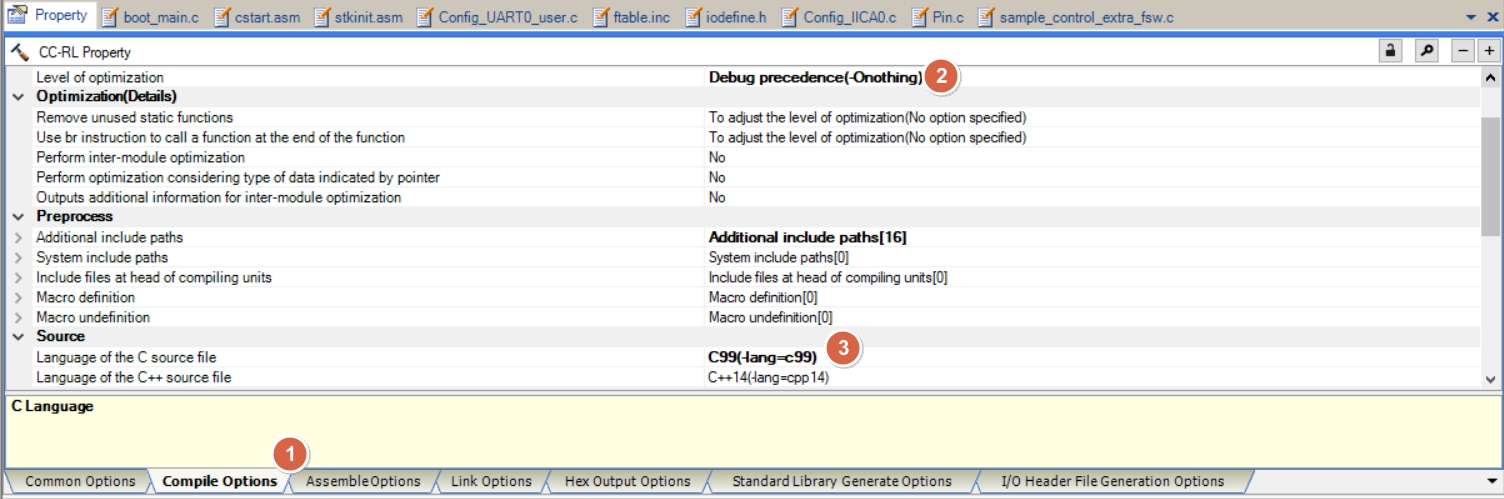 Property boot_main.c cstart.asm stkinit.asm Config_UART0_user.c ftable.inc iodefine.h Config_IICA0.c Pin.c sample_control_extra_fsw.c
CC-RL Property
Level of optimization Debug precedence(-Onothing) 2
Optimization(Details)
Remove unused static functions To adjust the level of optimization(No option specified)
Use br instruction to call a function at the end of the function To adjust the level of optimization(No option specified)
Perform inter-module optimization No
Perform optimization considering type of data indicated by pointer No
Outputs additional information for inter-module optimization No
Preprocess
Additional include paths Additional include paths[16]
System include paths System include paths[0]
Include files at head of compiling units Include files at head of compiling units[0]
Macro definition Macro definition[0]
Macro undefinition Macro undefinition[0]
Source
Language of the C source file C99(-lang=c99) 3
Language of the C++ source file C++14(-lang=cpp14)
C Language
1
Common Options Compile Options Assemble Options Link Options Hex Output Options Standard Library Generate Options I/O Header File Generation Options